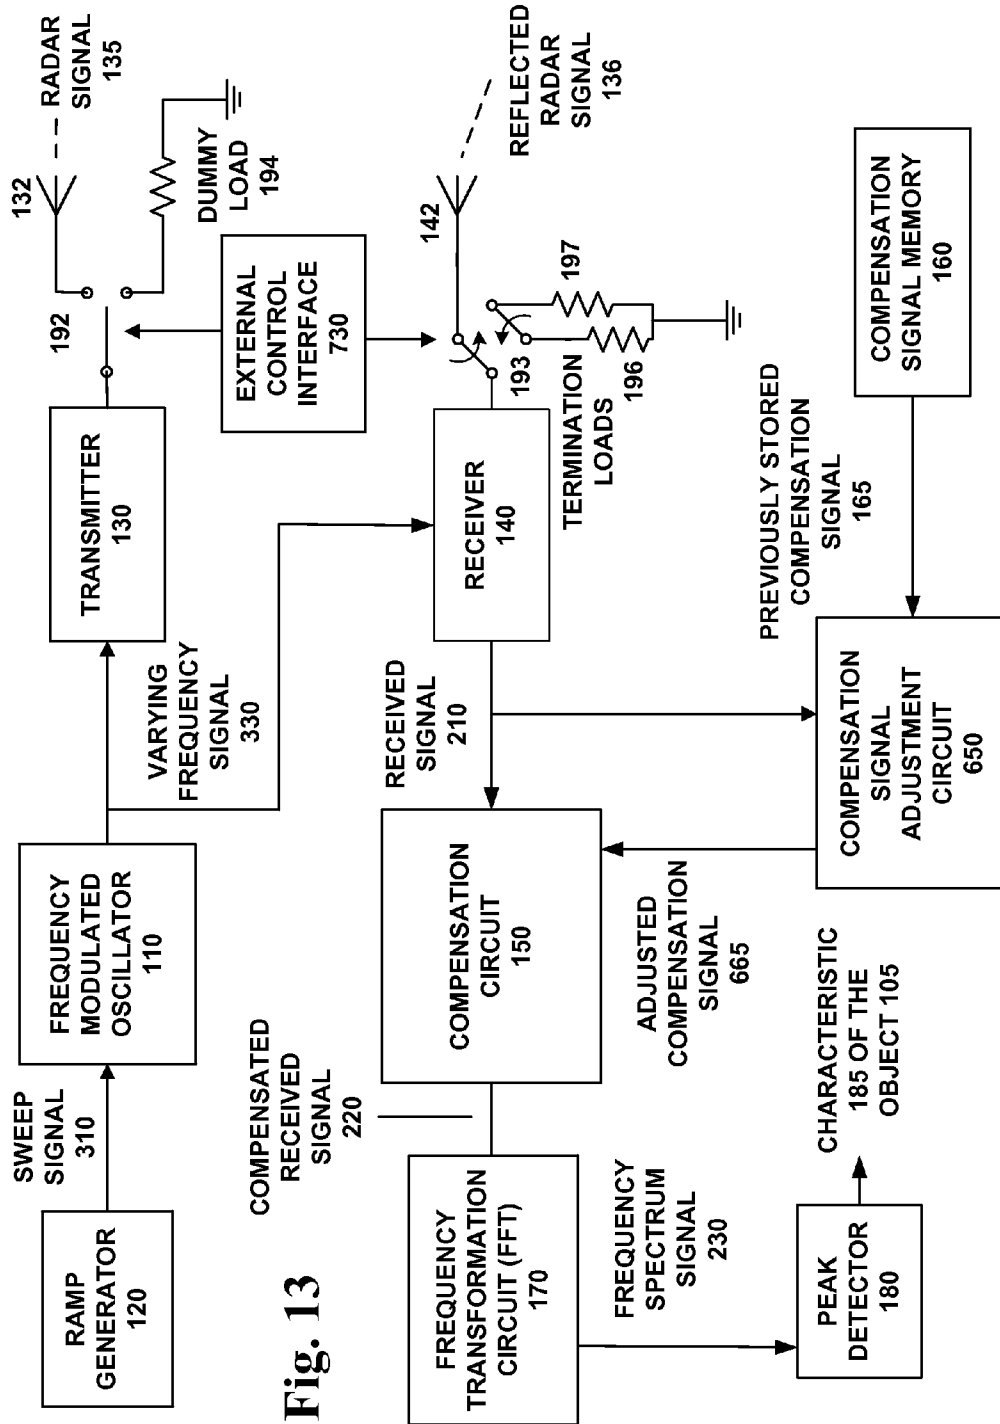 RAMP
GENERATOR
120
SWEEP
SIGNAL
310
FREQUENCY
MODULATED
OSCILLATOR
110
VARYING
FREQUENCY
SIGNAL
330
TRANSMITTER
130
192
132
RADAR
SIGNAL
135
DUMMY
LOAD
194
EXTERNAL
CONTROL
INTERFACE
730
Fig. 13
COMPENSATED
RECEIVED
SIGNAL
220
FREQUENCY
TRANSFORMATION
CIRCUIT (FFT)
170
COMPENSATION
CIRCUIT
150
RECEIVED
SIGNAL
210
RECEIVER
140
193
142
REFLECTED
RADAR
SIGNAL
136
197
196
TERMINATION
LOADS
FREQUENCY
SPECTRUM
SIGNAL
230
ADJUSTED
COMPENSATION
SIGNAL
665
PREVIOUSLY STORED
COMPENSATION
SIGNAL
165
PEAK
DETECTOR
180
CHARACTERISTIC
185 OF THE
OBJECT 105
COMPENSATION
SIGNAL
ADJUSTMENT
CIRCUIT
650
COMPENSATION
SIGNAL MEMORY
160